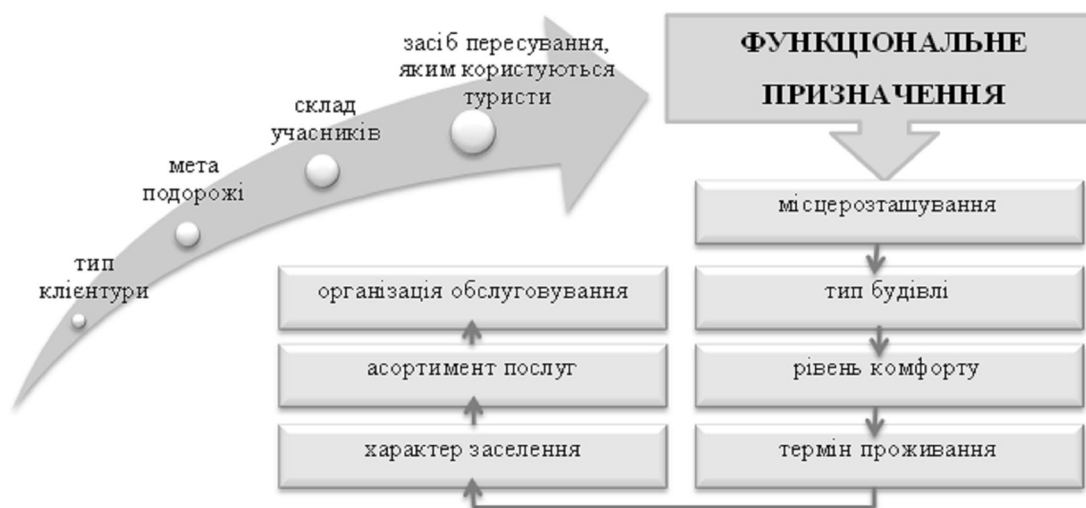 засіб пересування,
яким користуються
туристи
склад
учасників
мета
подорожі
тип
клієнтури
ФУНКЦІОНАЛЬНЕ
ПРИЗНАЧЕННЯ
місцерозташування
тип будівлі
рівень комфорту
термін проживання
характер заселення
асортимент послуг
організація обслуговування